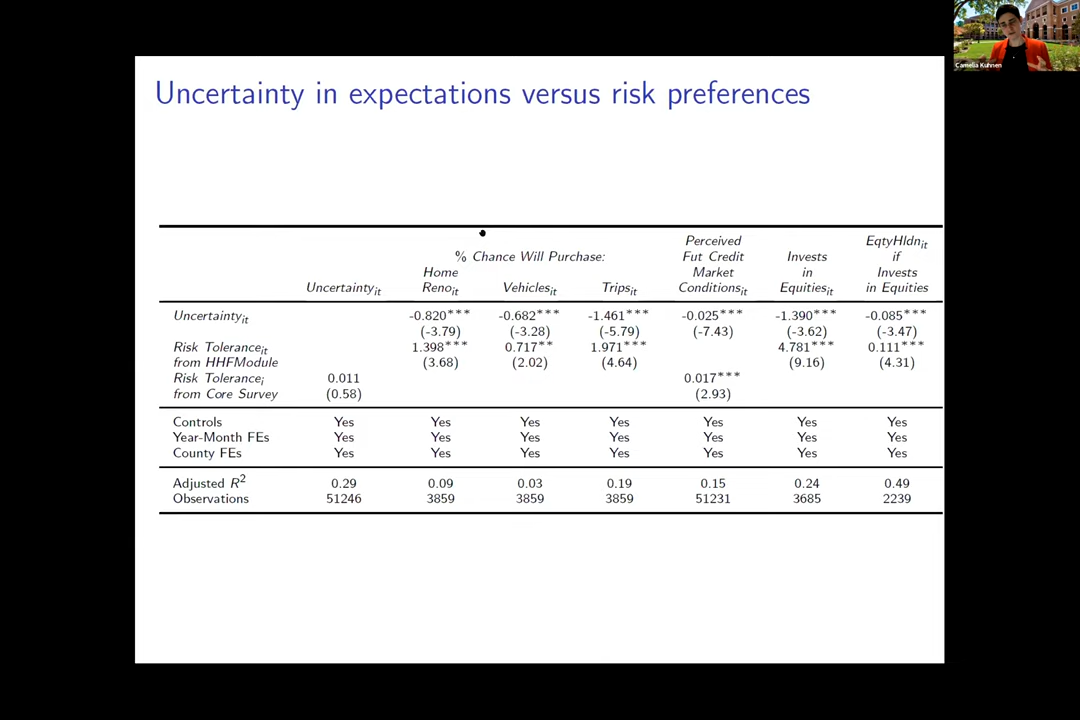 Camelia Kuhnen
Uncertainty in expectations versus risk preferences
Perceived EqtyHldn_it
% Chance Will Purchase: Fut Credit Invests if
Home Market in Invests
Uncertainty_it Reno_it Vehicles_it Trips_it Conditions_it Equities_it in Equities
Uncertainty_it -0.820*** -0.682*** -1.461*** -0.025*** -1.390*** -0.085***
(-3.79) (-3.28) (-5.79) (-7.43) (-3.62) (-3.47)
Risk Tolerance_it 1.398*** 0.717** 1.971*** 4.781*** 0.111***
from HHFModule (3.68) (2.02) (4.64) (9.16) (4.31)
Risk Tolerance_i 0.011 0.017***
from Core Survey (0.58) (2.93)
Controls Yes Yes Yes Yes Yes Yes Yes
Year-Month FEs Yes Yes Yes Yes Yes Yes Yes
County FEs Yes Yes Yes Yes Yes Yes Yes
Adjusted R² 0.29 0.09 0.03 0.19 0.15 0.24 0.49
Observations 51246 3859 3859 3859 51231 3685 2239